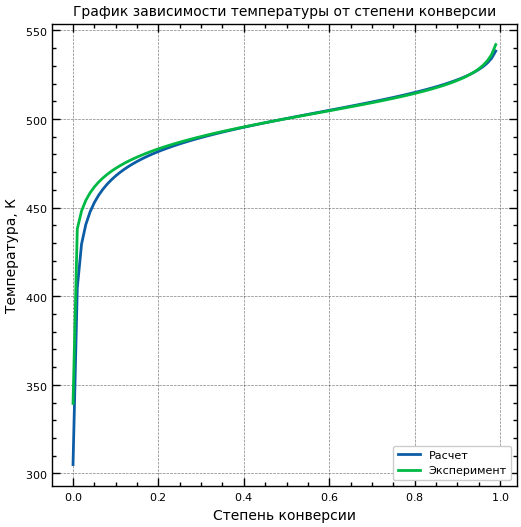 График зависимости температуры от степени конверсии
550
500
450
400
350
300
Температура, К
0.0 0.2 0.4 0.6 0.8 1.0
Степень конверсии
Расчет
Эксперимент